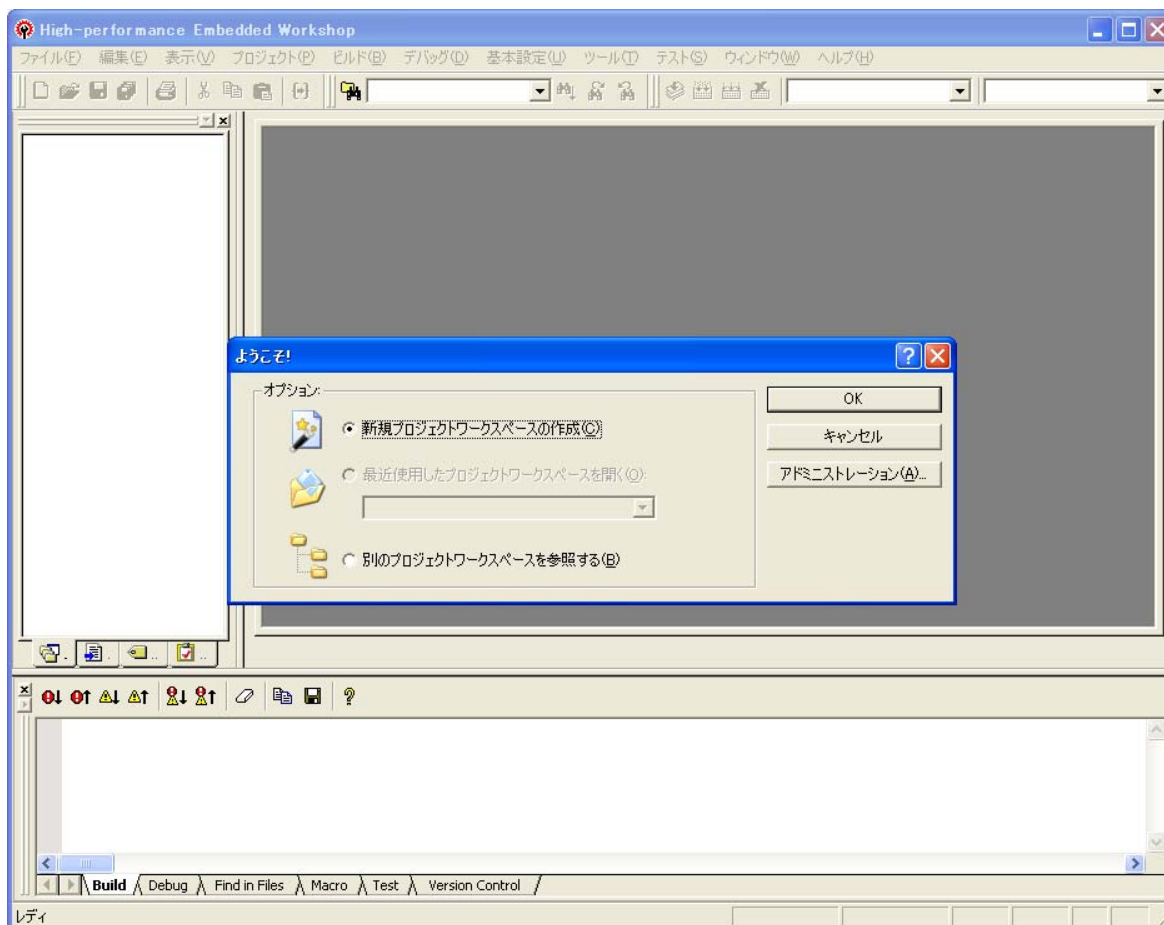 High-performance Embedded Workshop
ファイル(F) 編集(E) 表示(V) プロジェクト(P) ビルド(B) デバッグ(D) 基本設定(U) ツール(T) テスト(S) ウィンドウ(W) ヘルプ(H)
ようこそ!
オプション:
新規プロジェクトワークスペースの作成(C)
最近使用したプロジェクトワークスペースを開く(O):
別のプロジェクトワークスペースを参照する(B)
OK
キャンセル
アドミニストレーション(A)...
Build Debug Find in Files Macro Test Version Control
レディ